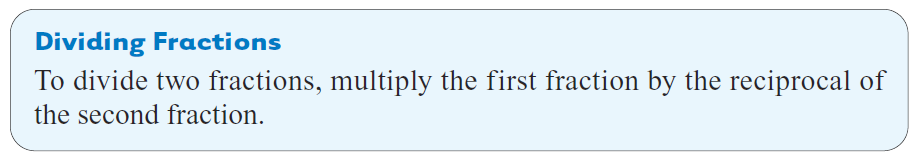 Dividing Fractions
To divide two fractions, multiply the first fraction by the reciprocal of
the second fraction.